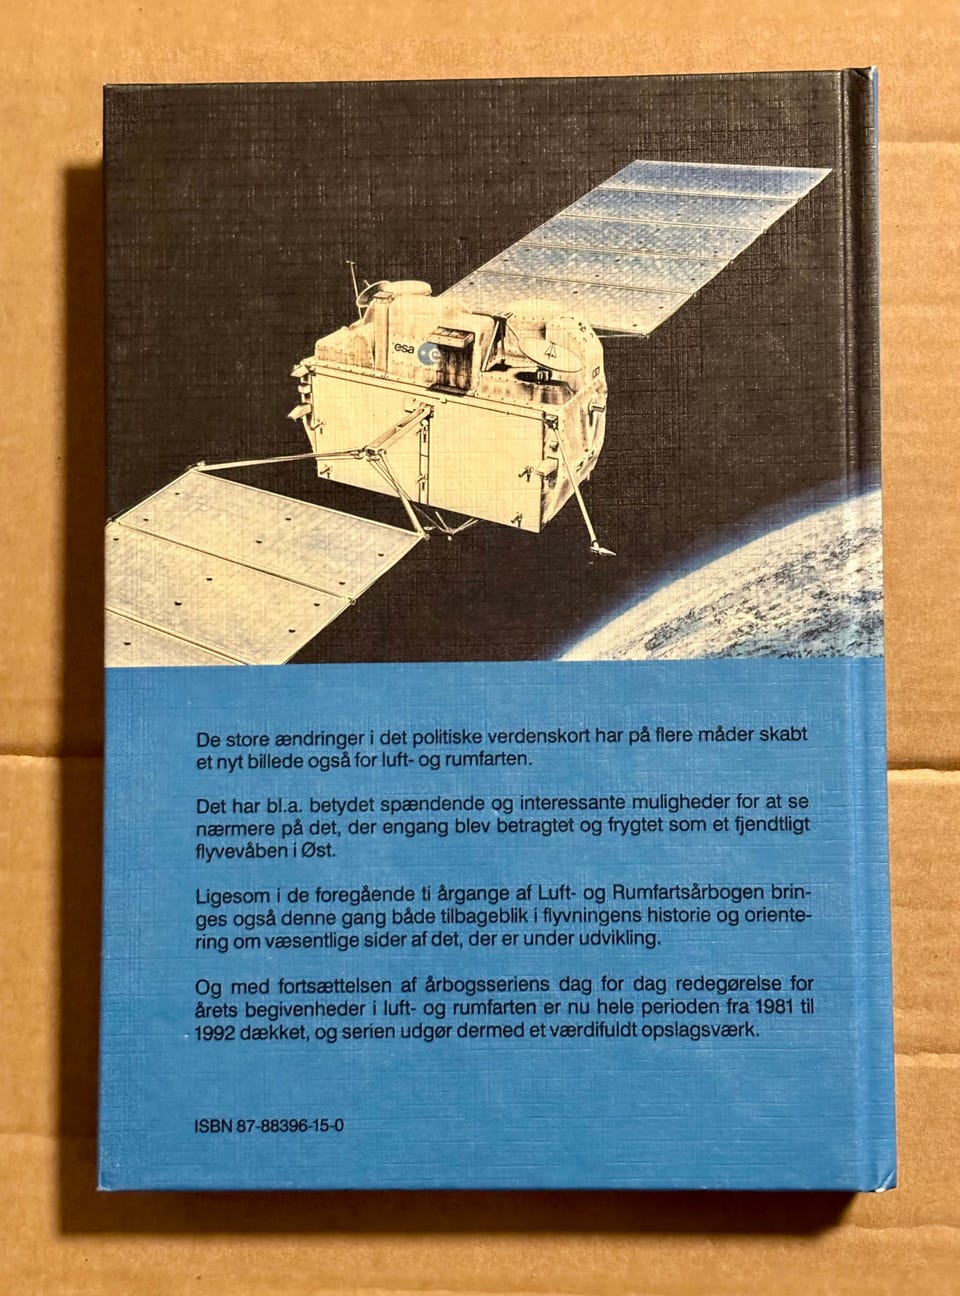 esa
De store ændringer i det politiske verdenskort har på flere måder skabt
et nyt billede også for luft- og rumfarten.
Det har bl.a. betydet spændende og interessante muligheder for at se
nærmere på det, der engang blev betragtet og frygtet som et fjendtligt
flyvevåben i Øst.
Ligesom i de foregående ti årgange af Luft- og Rumfartsårbogen brin-
ges også denne gang både tilbageblik i flyvningens historie og oriente-
ring om væsentlige sider af det, der er under udvikling.
Og med fortsættelsen af årbogsseriens dag for dag redegørelse for
årets begivenheder i luft- og rumfarten er nu hele perioden fra 1981 til
1992 dækket, og serien udgør dermed et værdifuldt opslagsværk.
ISBN 87-88396-15-0